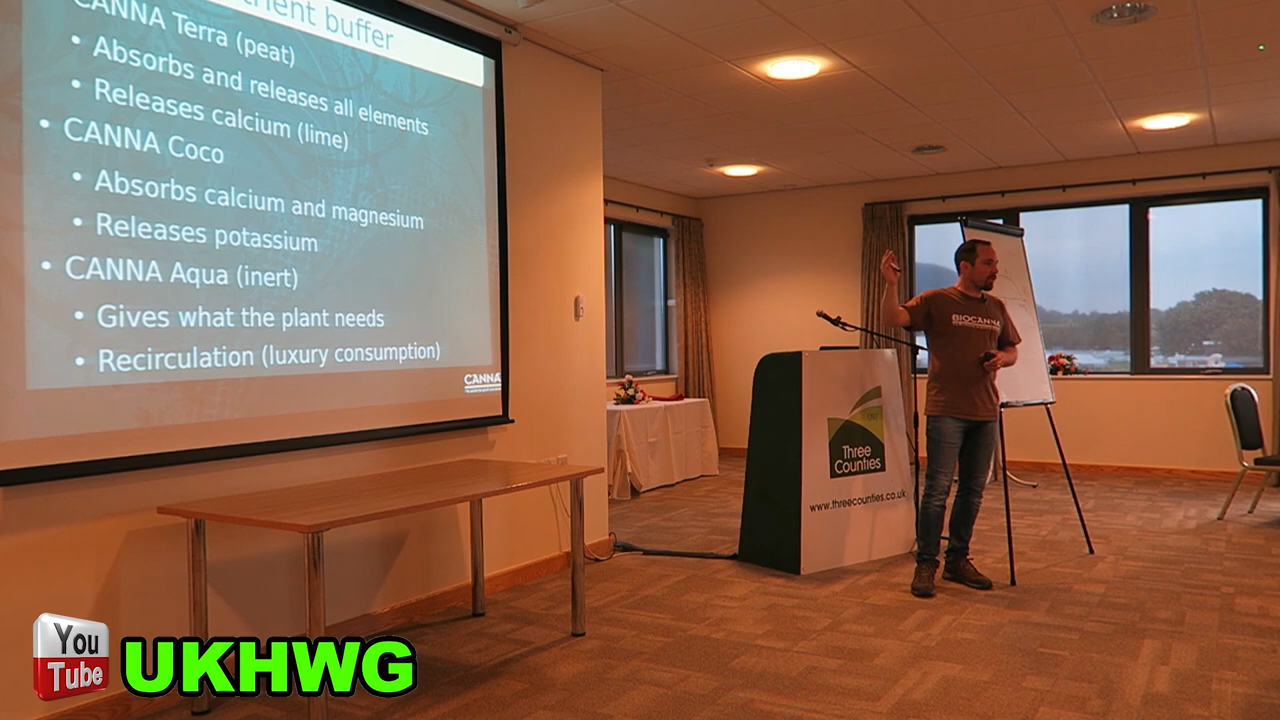 buffer
CANNA Terra (peat)
• Absorbs and releases all elements
• Releases calcium (lime)
• CANNA Coco
• Absorbs calcium and magnesium
• Releases potassium
• CANNA Aqua (inert)
• Gives what the plant needs
• Recirculation (luxury consumption)
CANNA
BIOCANNA
Three
Counties
www.threecounties.co.uk
You
Tube
UKHWG